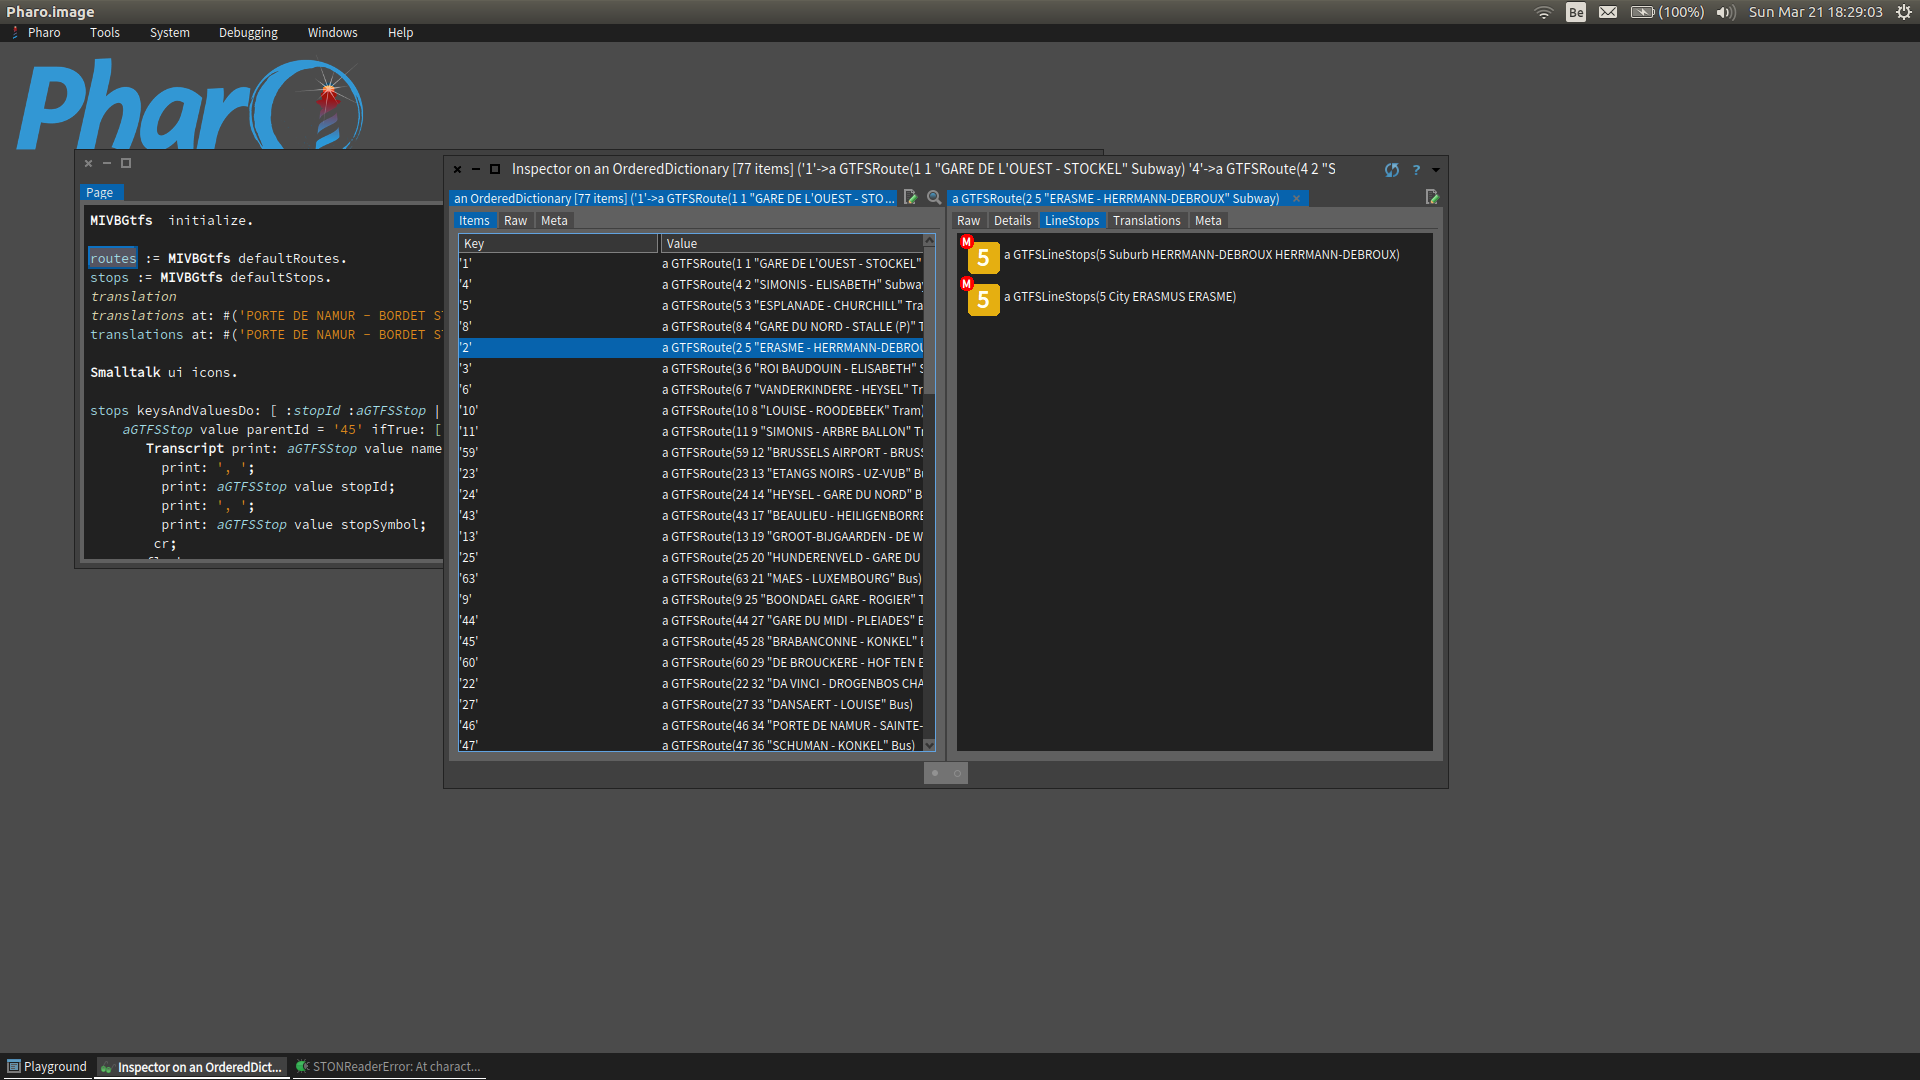 Pharo.image
Be
(100%)
Sun Mar 21 18:29:03
Pharo Tools System Debugging Windows Help
Pharo
Page
MIVBGtfs initialize.
routes := MIVBGtfs defaultRoutes.
stops := MIVBGtfs defaultStops.
translation
translations at: #('PORTE DE NAMUR - BORDET S
translations at: #('PORTE DE NAMUR - BORDET S
Smalltalk ui icons.
stops keysAndValuesDo: [ :stopId :aGTFSStop |
aGTFSStop value parentId = '45' ifTrue: [
Transcript print: aGTFSStop value name
print: ', ';
print: aGTFSStop value stopId;
print: ', ';
print: aGTFSStop value stopSymbol;
cr;
Inspector on an OrderedDictionary [77 items] ('1'->a GTFSRoute(1 1 "GARE DE L'OUEST - STOCKEL" Subway) '4'->a GTFSRoute(4 2 "S
?
an OrderedDictionary [77 items] ('1'->a GTFSRoute(1 1 "GARE DE L'OUEST - STO...
Items Raw Meta
Key Value
'1' a GTFSRoute(1 1 "GARE DE L'OUEST - STOCKEL"
'4' a GTFSRoute(4 2 "SIMONIS - ELISABETH" Subway
'5' a GTFSRoute(5 3 "ESPLANADE - CHURCHILL" Tra
'8' a GTFSRoute(8 4 "GARE DU NORD - STALLE (P)" T
'2' a GTFSRoute(2 5 "ERASME - HERRMANN-DEBROU
'3' a GTFSRoute(3 6 "ROI BAUDOUIN - ELISABETH" S
'6' a GTFSRoute(6 7 "VANDERKINDERE - HEYSEL" Tr
'10' a GTFSRoute(10 8 "LOUISE - ROODEBEEK" Tram)
'11' a GTFSRoute(11 9 "SIMONIS - ARBRE BALLON" Tr
'59' a GTFSRoute(59 12 "BRUSSELS AIRPORT - BRUSS
'23' a GTFSRoute(23 13 "ETANGS NOIRS - UZ-VUB" Bu
'24' a GTFSRoute(24 14 "HEYSEL - GARE DU NORD" B
'43' a GTFSRoute(43 17 "BEAULIEU - HEILIGENBORRE
'13' a GTFSRoute(13 19 "GROOT-BIJGAARDEN - DE W
'25' a GTFSRoute(25 20 "HUNDERENVELD - GARE DU
'63' a GTFSRoute(63 21 "MAES - LUXEMBOURG" Bus)
'9' a GTFSRoute(9 25 "BOONDAEL GARE - ROGIER" T
'44' a GTFSRoute(44 27 "GARE DU MIDI - PLEIADES" B
'45' a GTFSRoute(45 28 "BRABANCONNE - KONKEL" B
'60' a GTFSRoute(60 29 "DE BROUCKERE - HOF TEN B
'22' a GTFSRoute(22 32 "DA VINCI - DROGENBOS CHA
'27' a GTFSRoute(27 33 "DANSAERT - LOUISE" Bus)
'46' a GTFSRoute(46 34 "PORTE DE NAMUR - SAINTE-
'47' a GTFSRoute(47 36 "SCHUMAN - KONKEL" Bus)
a GTFSRoute(2 5 "ERASME - HERRMANN-DEBROUX" Subway)
Raw Details LineStops Translations Meta
M 5 a GTFSLineStops(5 Suburb HERRMANN-DEBROUX HERRMANN-DEBROUX)
M 5 a GTFSLineStops(5 City ERASMUS ERASME)
Playground Inspector on an OrderedDict... STONReaderError: At charact...